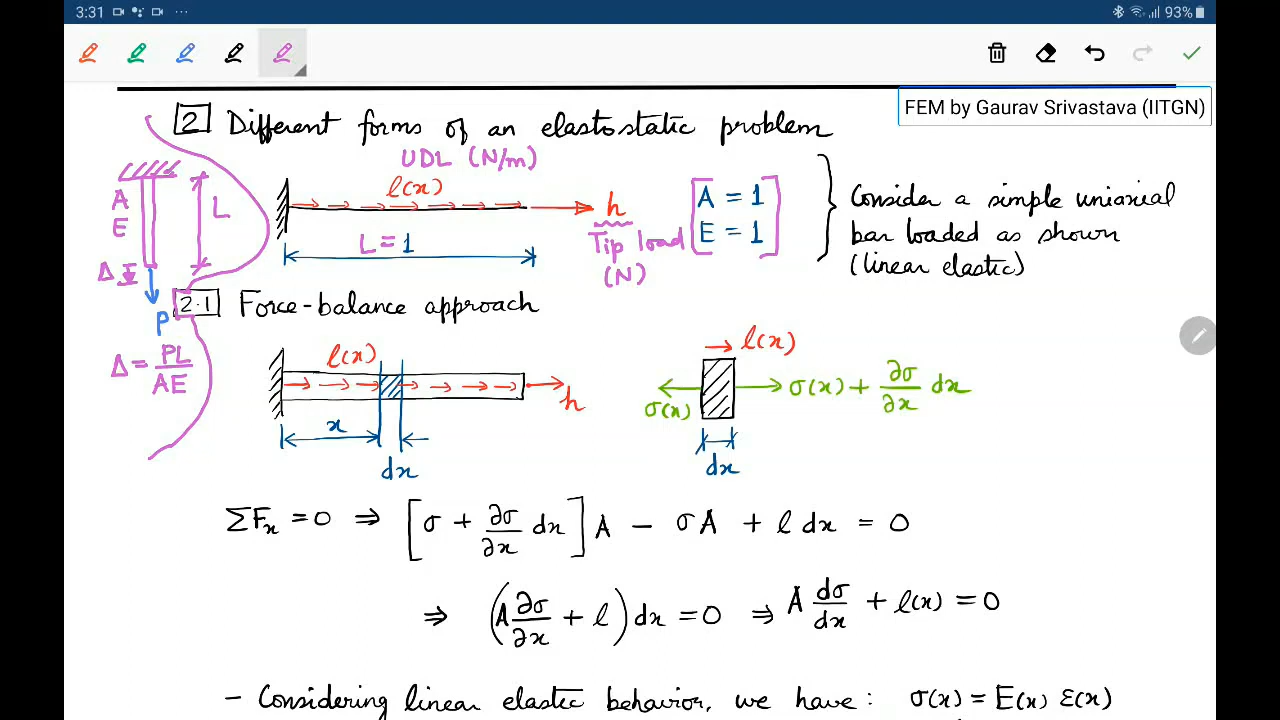 3:31
93%
FEM by Gaurav Srivastava (IITGN)
2 Different forms of an elastostatic problem
UDL (N/m)
l(x)
h
Tip load
(N)
L = 1
A = 1
E = 1
Consider a simple uniaxial
bar loaded as shown
(linear elastic)
A
E
L
Δ
P
Δ = PL/AE
2.1 Force-balance approach
l(x)
h
x
dx
l(x)
σ(x)
σ(x) + ∂σ/∂x dx
dx
ΣFx = 0 ⇒ [σ + ∂σ/∂x dx] A − σA + l dx = 0
⇒ (A ∂σ/∂x + l) dx = 0 ⇒ A dσ/dx + l(x) = 0
– Considering linear elastic behavior, we have : σ(x) = E(x) ε(x)